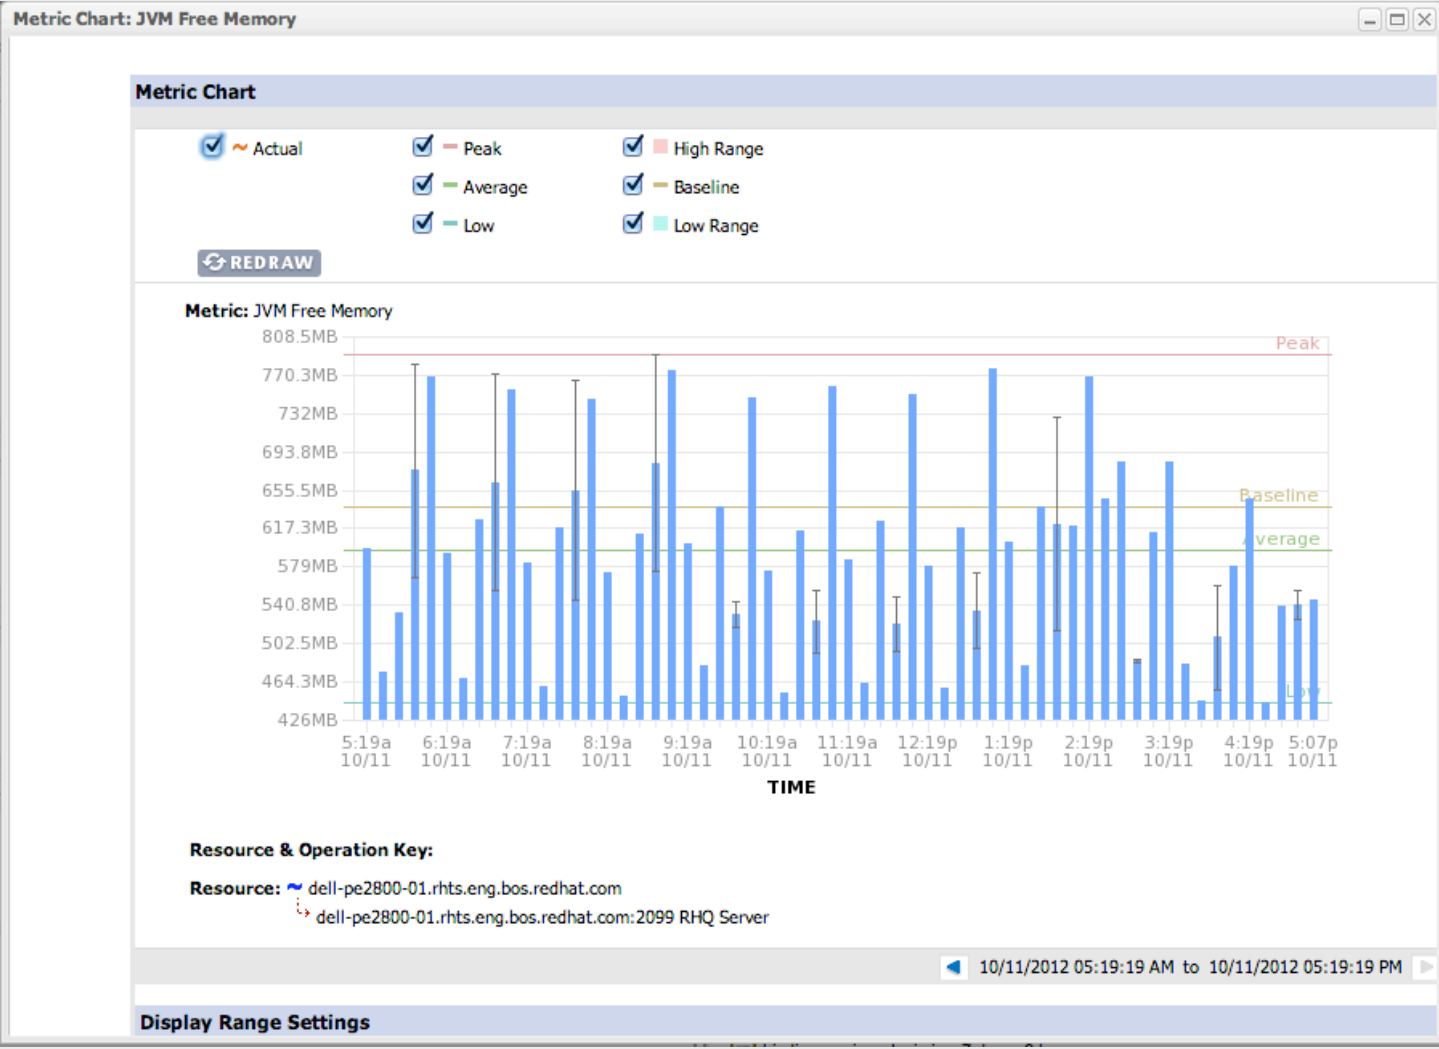 Metric Chart: JVM Free Memory
Metric Chart
Actual Peak High Range
Average Baseline
Low Low Range
REDRAW
Metric: JVM Free Memory
808.5MB
Peak
770.3MB
732MB
693.8MB
655.5MB
Baseline
617.3MB
Average
579MB
540.8MB
502.5MB
464.3MB
Low
426MB
5:19a 6:19a 7:19a 8:19a 9:19a 10:19a 11:19a 12:19p 1:19p 2:19p 3:19p 4:19p 5:07p
10/11 10/11 10/11 10/11 10/11 10/11 10/11 10/11 10/11 10/11 10/11 10/11 10/11
TIME
Resource & Operation Key:
Resource: dell-pe2800-01.rhts.eng.bos.redhat.com
dell-pe2800-01.rhts.eng.bos.redhat.com:2099 RHQ Server
10/11/2012 05:19:19 AM to 10/11/2012 05:19:19 PM
Display Range Settings